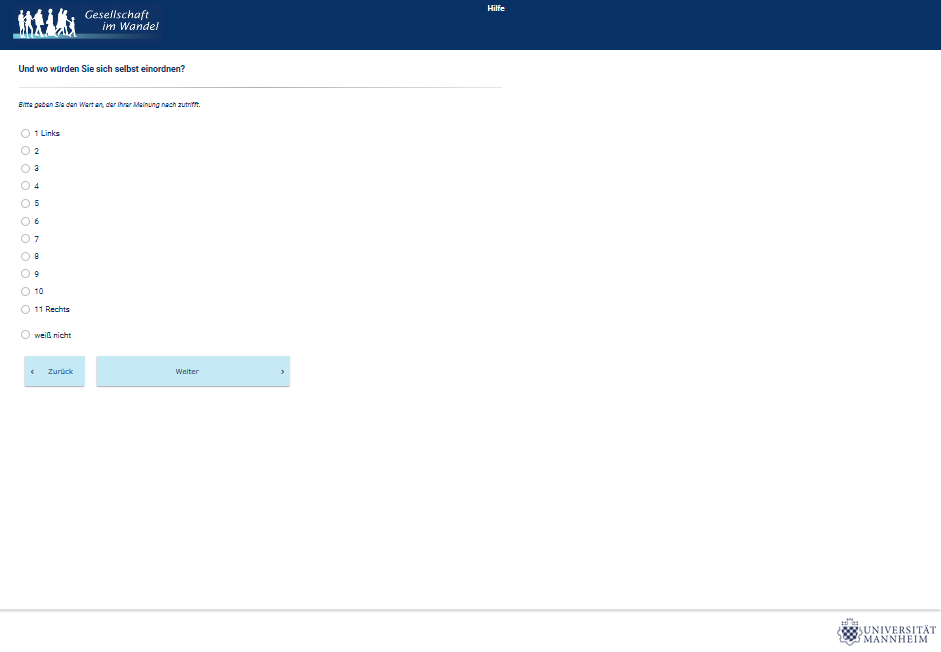 Gesellschaft
im Wandel
Hilfe
Und wo würden Sie sich selbst einordnen?
Bitte geben Sie den Wert an, der Ihrer Meinung nach zutrifft.
1 Links
2
3
4
5
6
7
8
9
10
11 Rechts
weiß nicht
‹ Zurück
Weiter ›
UNIVERSITÄT
MANNHEIM